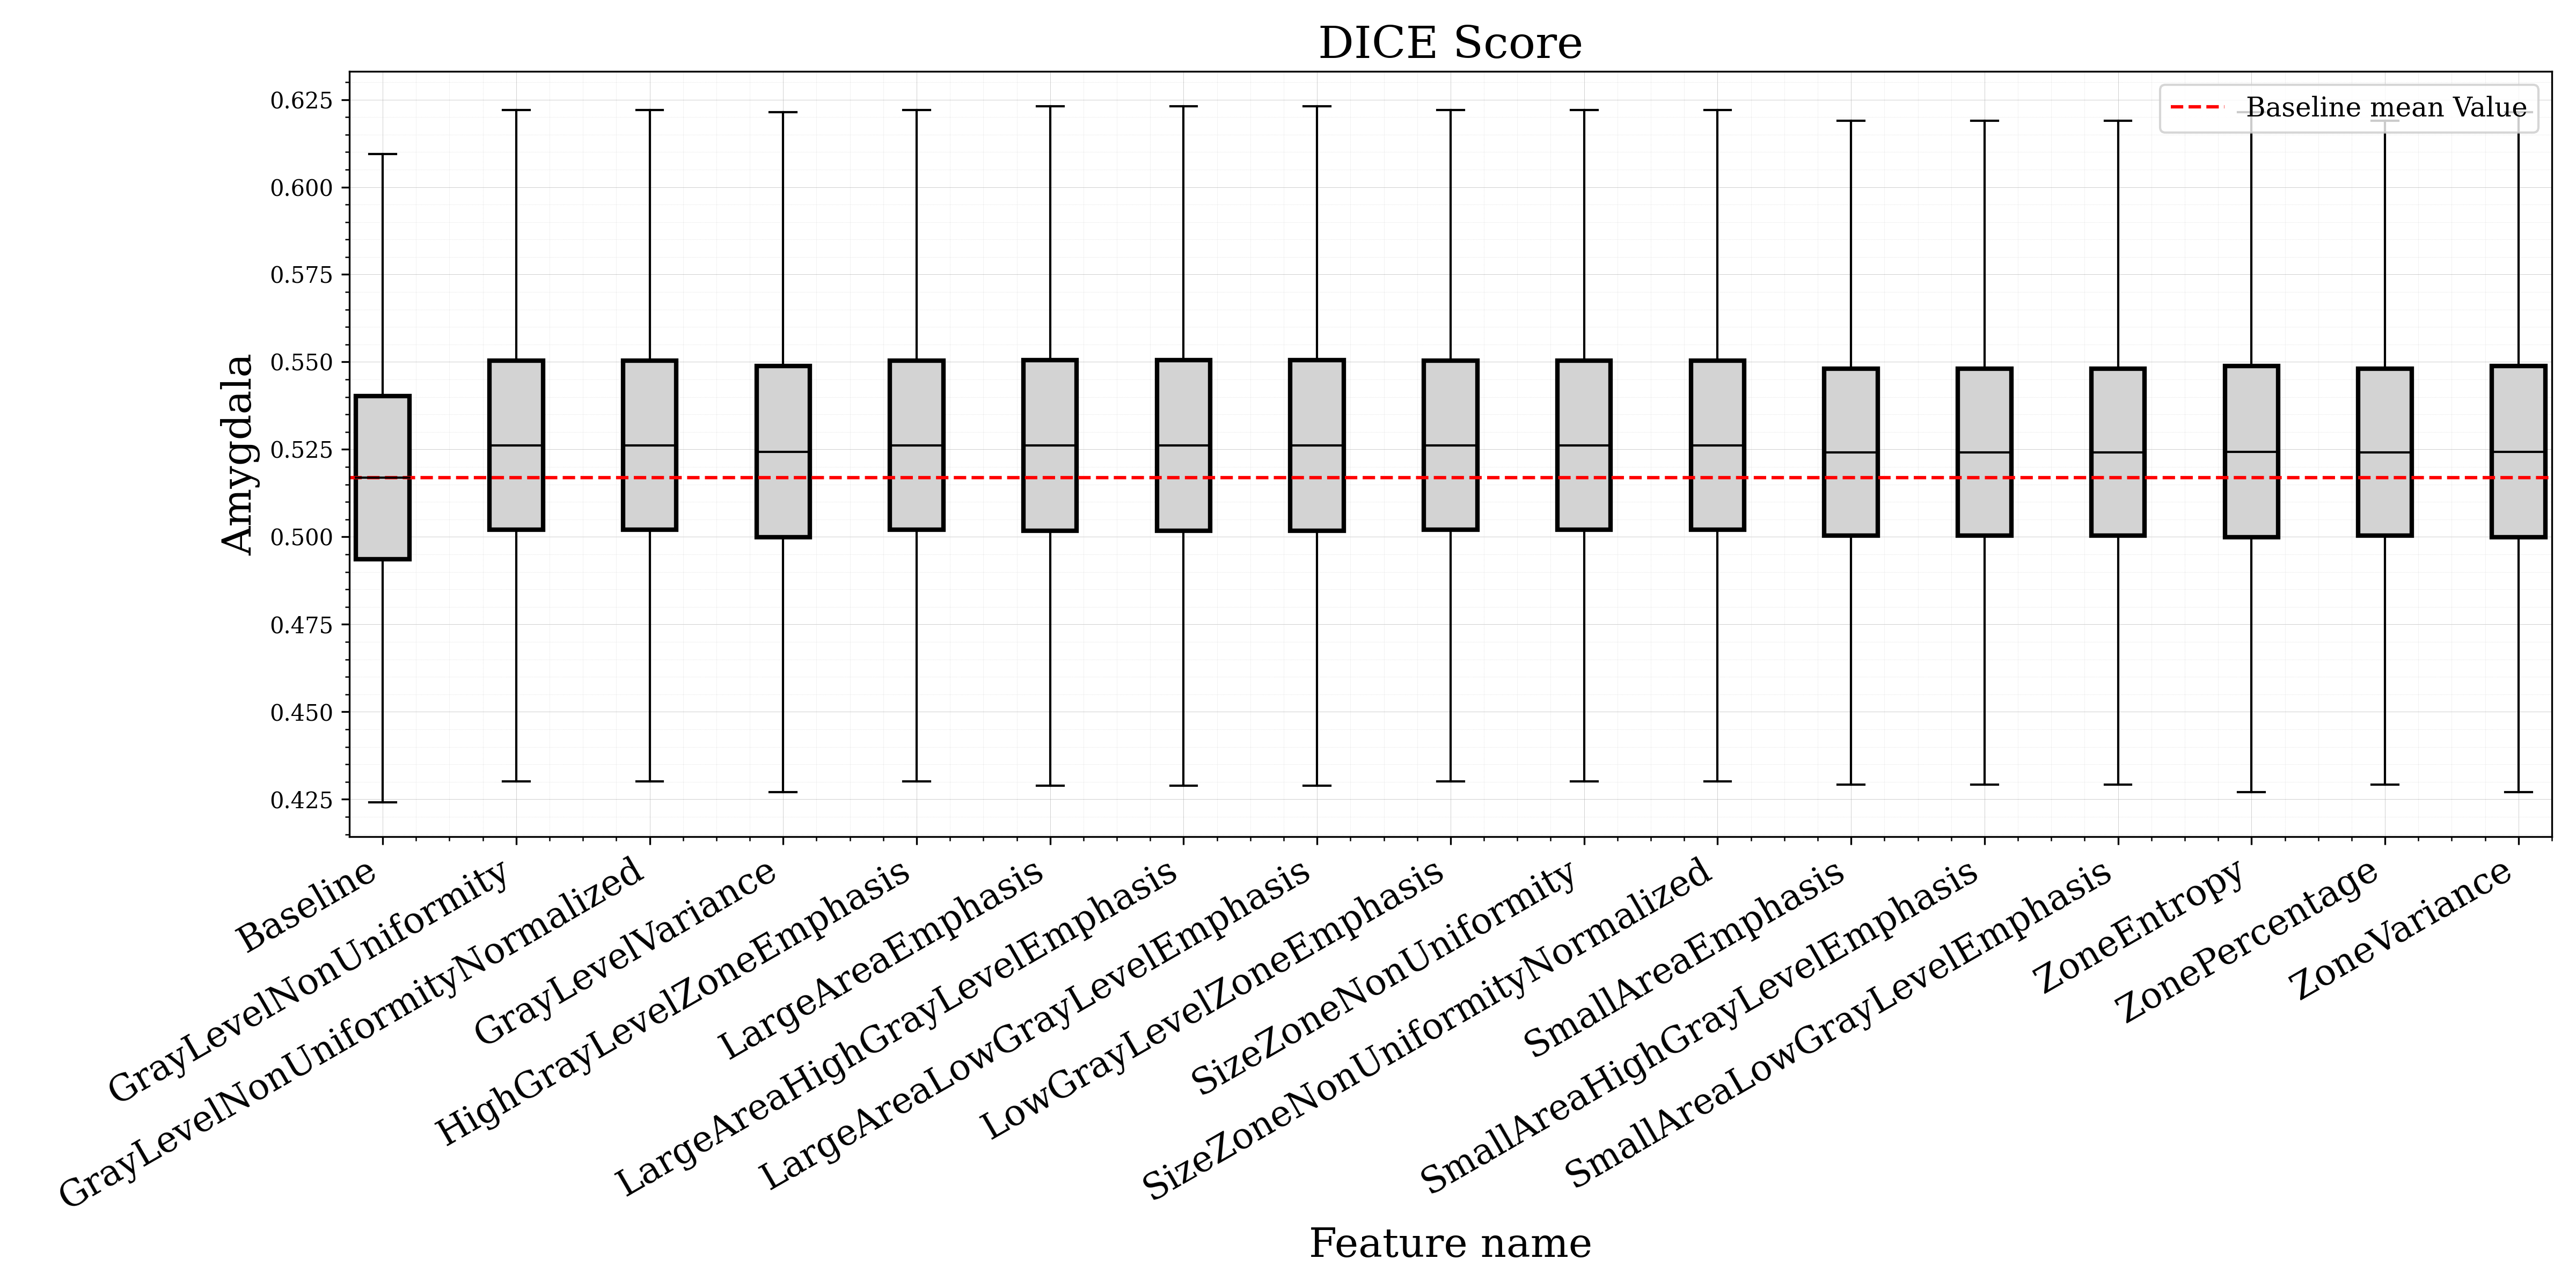 DICE Score
Baseline mean Value
Amygdala
0.625
0.600
0.575
0.550
0.525
0.500
0.475
0.450
0.425
Baseline
GrayLevelNonUniformity
GrayLevelNonUniformityNormalized
GrayLevelVariance
HighGrayLevelZoneEmphasis
LargeAreaEmphasis
LargeAreaHighGrayLevelEmphasis
LargeAreaLowGrayLevelEmphasis
LowGrayLevelZoneEmphasis
SizeZoneNonUniformity
SizeZoneNonUniformityNormalized
SmallAreaEmphasis
SmallAreaHighGrayLevelEmphasis
SmallAreaLowGrayLevelEmphasis
ZoneEntropy
ZonePercentage
ZoneVariance
Feature name